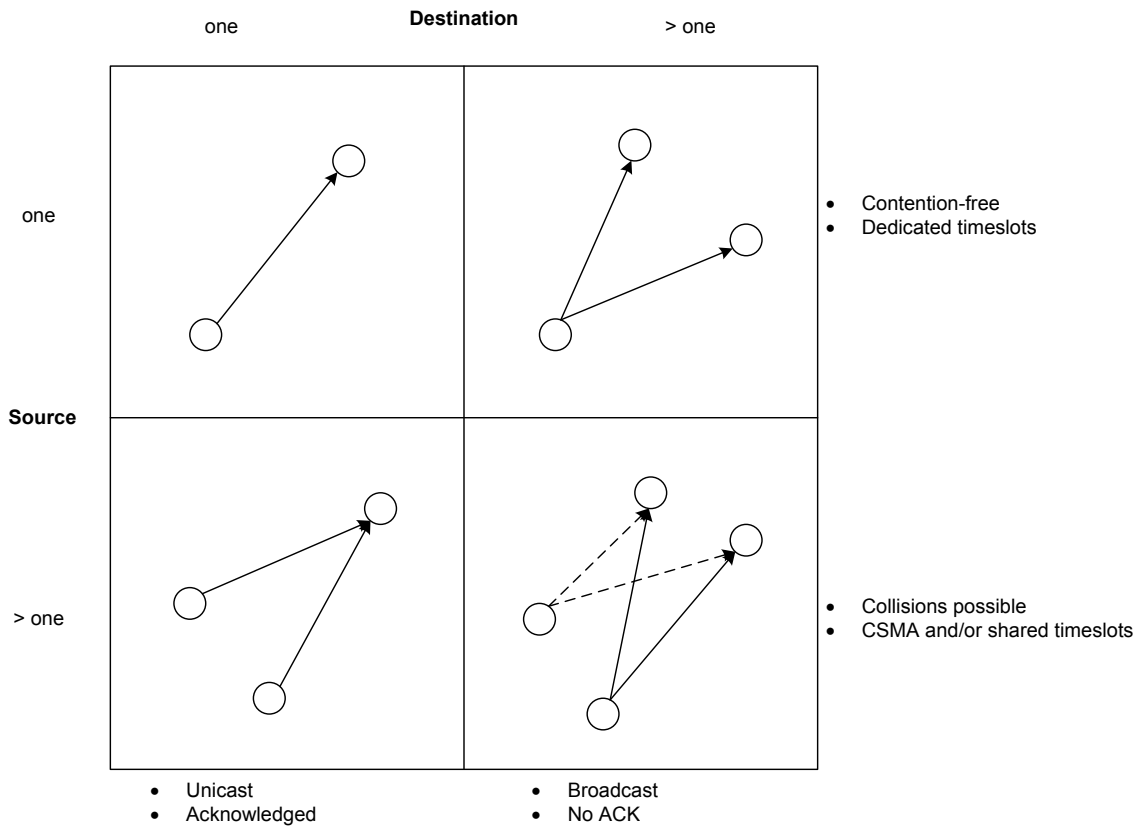 Destination
one
> one
one
• Contention-free
• Dedicated timeslots
Source
> one
• Collisions possible
• CSMA and/or shared timeslots
• Unicast
• Acknowledged
• Broadcast
• No ACK